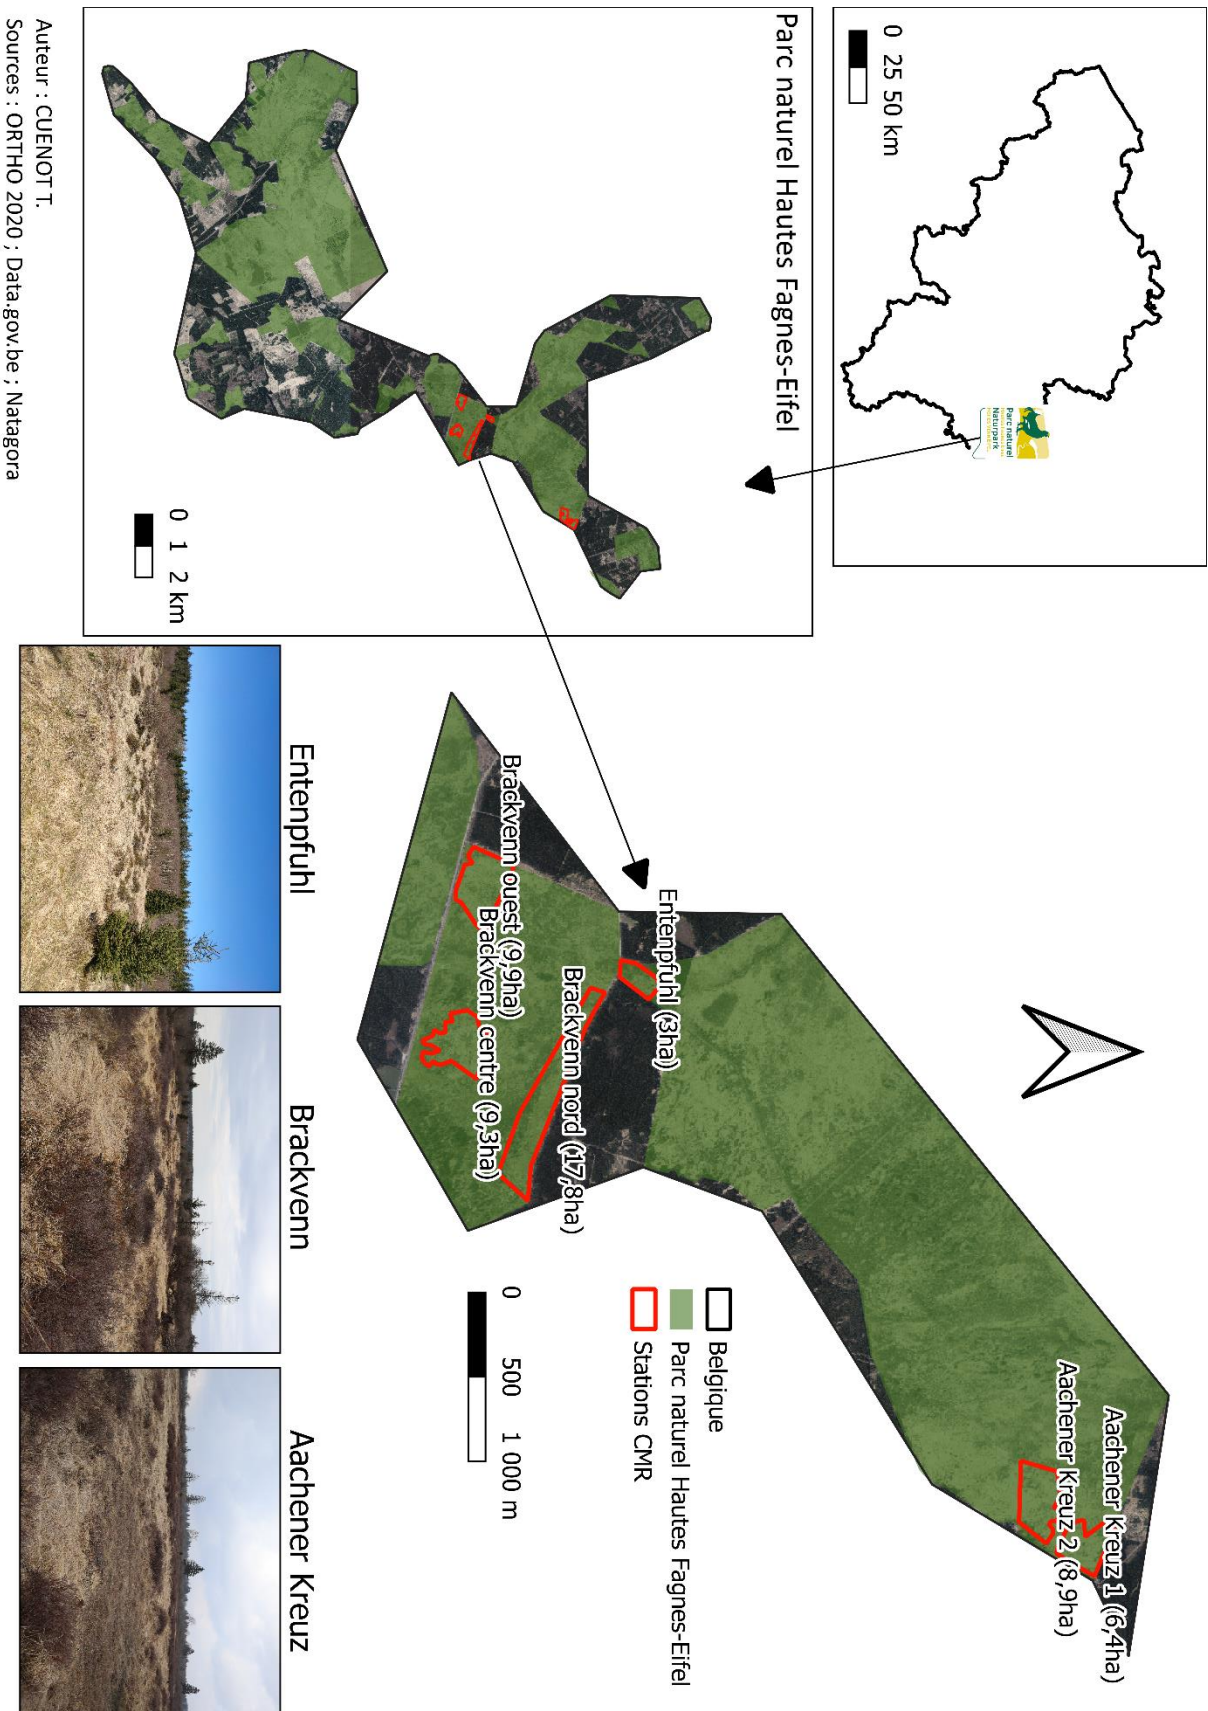 0 25 50 km
Parc naturel
Naturpark
Parc naturel Hautes Fagnes-Eifel
0 1 2 km
Auteur : CUENOT T.
Sources : ORTHO 2020 ; Data.gov.be ; Natagora
Aachener Kreuz 1 (6,4ha)
Aachener Kreuz 2 (8,9ha)
Entenpfuhl (3ha)
Brackvenn nord (17,8ha)
Brackvenn ouest (9,9ha)
Brackvenn centre (9,3ha)
Belgique
Parc naturel Hautes Fagnes-Eifel
Stations CMR
0 500 1 000 m
Entenpfuhl
Brackvenn
Aachener Kreuz